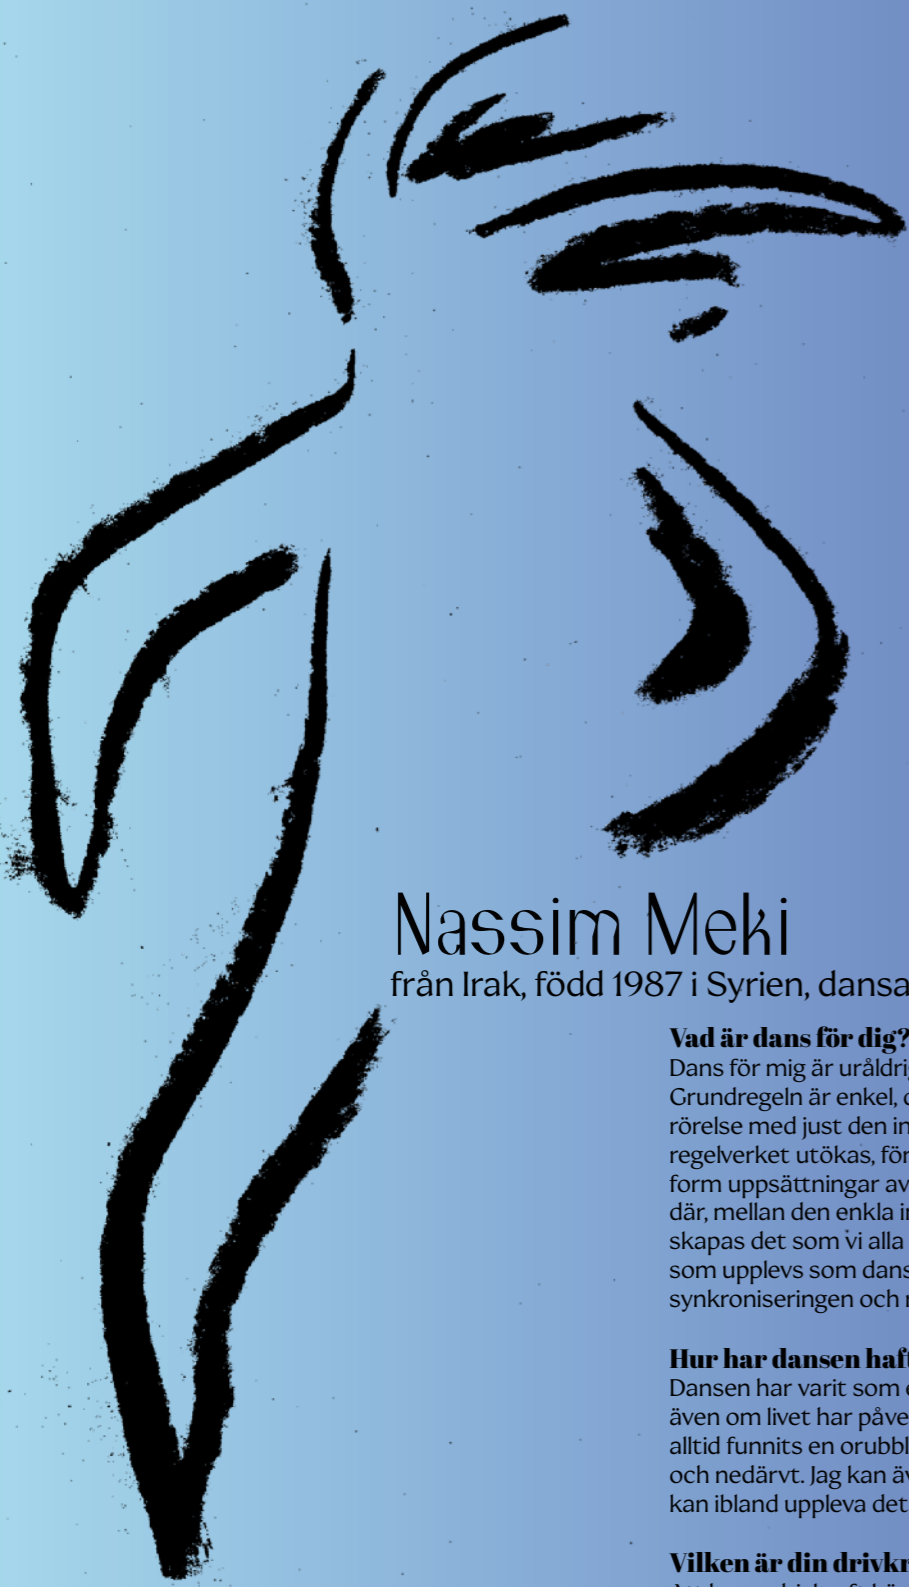 Nassim Meki
från Irak, född 1987 i Syrien, dansa
Vad är dans för dig?
Dans för mig är uråldrig
Grundregeln är enkel,
rörelse med just den in
regelverket utökas, för
form uppsättningar av
där, mellan den enkla in
skapas det som vi alla
som upplevs som dans
synkroniseringen och
Hur har dansen haft
Dansen har varit som
även om livet har påve
alltid funnits en orubbl
och nedärvt. Jag kan äv
kan ibland uppleva det
Vilken är din drivkr